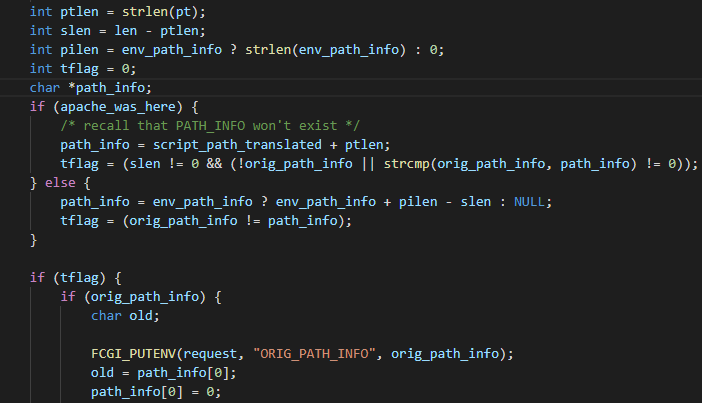 int ptlen = strlen(pt);
int slen = len - ptlen;
int pilen = env_path_info ? strlen(env_path_info) : 0;
int tflag = 0;
char *path_info;
if (apache_was_here) {
/* recall that PATH_INFO won't exist */
path_info = script_path_translated + ptlen;
tflag = (slen != 0 && (!orig_path_info || strcmp(orig_path_info, path_info) != 0));
} else {
path_info = env_path_info ? env_path_info + pilen - slen : NULL;
tflag = (orig_path_info != path_info);
}
if (tflag) {
if (orig_path_info) {
char old;
FCGI_PUTENV(request, "ORIG_PATH_INFO", orig_path_info);
old = path_info[0];
path_info[0] = 0;